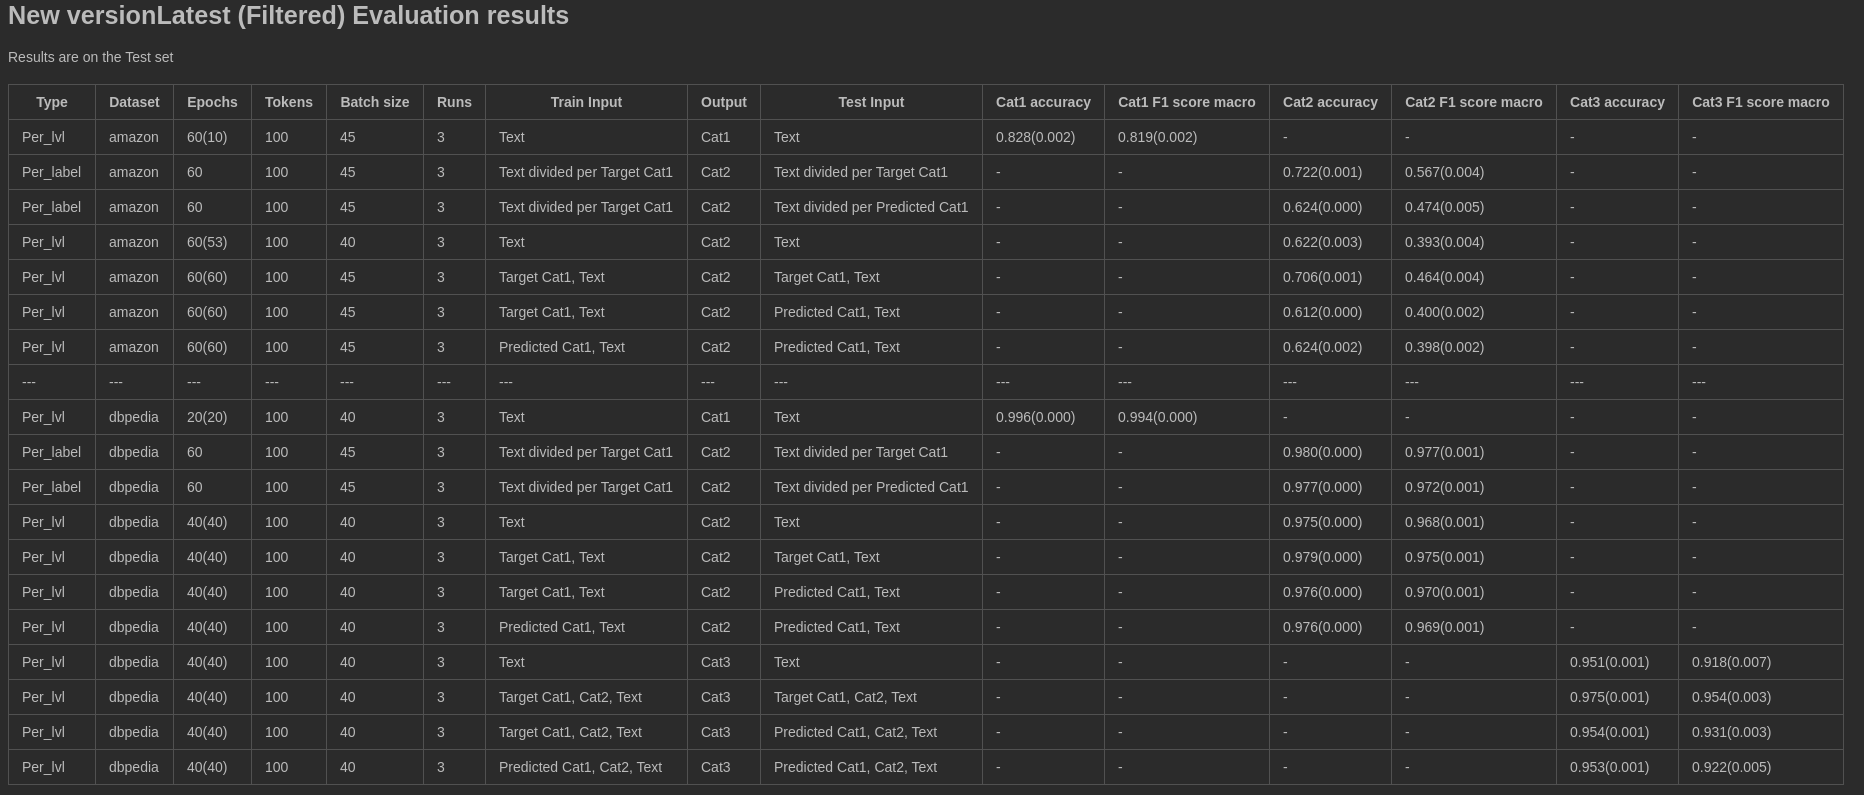 New versionLatest (Filtered) Evaluation results
Results are on the Test set
Type Dataset Epochs Tokens Batch size Runs Train Input Output Test Input Cat1 accuracy Cat1 F1 score macro Cat2 accuracy Cat2 F1 score macro Cat3 accuracy Cat3 F1 score macro
Per_lvl amazon 60(10) 100 45 3 Text Cat1 Text 0.828(0.002) 0.819(0.002) - - - -
Per_label amazon 60 100 45 3 Text divided per Target Cat1 Cat2 Text divided per Target Cat1 - - 0.722(0.001) 0.567(0.004) - -
Per_label amazon 60 100 45 3 Text divided per Target Cat1 Cat2 Text divided per Predicted Cat1 - - 0.624(0.000) 0.474(0.005) - -
Per_lvl amazon 60(53) 100 40 3 Text Cat2 Text - - 0.622(0.003) 0.393(0.004) - -
Per_lvl amazon 60(60) 100 45 3 Target Cat1, Text Cat2 Target Cat1, Text - - 0.706(0.001) 0.464(0.004) - -
Per_lvl amazon 60(60) 100 45 3 Target Cat1, Text Cat2 Predicted Cat1, Text - - 0.612(0.000) 0.400(0.002) - -
Per_lvl amazon 60(60) 100 45 3 Predicted Cat1, Text Cat2 Predicted Cat1, Text - - 0.624(0.002) 0.398(0.002) - -
--- --- --- --- --- --- --- --- --- --- --- --- --- --- ---
Per_lvl dbpedia 20(20) 100 40 3 Text Cat1 Text 0.996(0.000) 0.994(0.000) - - - -
Per_label dbpedia 60 100 45 3 Text divided per Target Cat1 Cat2 Text divided per Target Cat1 - - 0.980(0.000) 0.977(0.001) - -
Per_label dbpedia 60 100 45 3 Text divided per Target Cat1 Cat2 Text divided per Predicted Cat1 - - 0.977(0.000) 0.972(0.001) - -
Per_lvl dbpedia 40(40) 100 40 3 Text Cat2 Text - - 0.975(0.000) 0.968(0.001) - -
Per_lvl dbpedia 40(40) 100 40 3 Target Cat1, Text Cat2 Target Cat1, Text - - 0.979(0.000) 0.975(0.001) - -
Per_lvl dbpedia 40(40) 100 40 3 Target Cat1, Text Cat2 Predicted Cat1, Text - - 0.976(0.000) 0.970(0.001) - -
Per_lvl dbpedia 40(40) 100 40 3 Predicted Cat1, Text Cat2 Predicted Cat1, Text - - 0.976(0.000) 0.969(0.001) - -
Per_lvl dbpedia 40(40) 100 40 3 Text Cat3 Text - - - - 0.951(0.001) 0.918(0.007)
Per_lvl dbpedia 40(40) 100 40 3 Target Cat1, Cat2, Text Cat3 Target Cat1, Cat2, Text - - - - 0.975(0.001) 0.954(0.003)
Per_lvl dbpedia 40(40) 100 40 3 Target Cat1, Cat2, Text Cat3 Predicted Cat1, Cat2, Text - - - - 0.954(0.001) 0.931(0.003)
Per_lvl dbpedia 40(40) 100 40 3 Predicted Cat1, Cat2, Text Cat3 Predicted Cat1, Cat2, Text - - - - 0.953(0.001) 0.922(0.005)